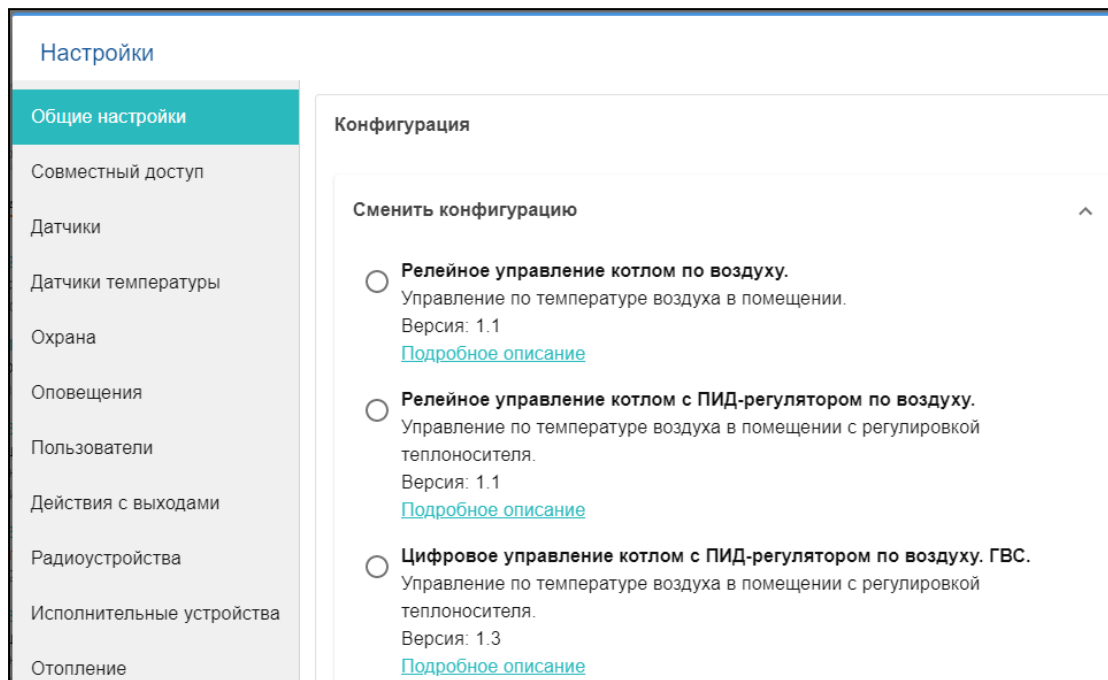 Настройки
Общие настройки
Совместный доступ
Датчики
Датчики температуры
Охрана
Оповещения
Пользователи
Действия с выходами
Радиоустройства
Исполнительные устройства
Отопление
Конфигурация
Сменить конфигурацию
Релейное управление котлом по воздуху.
Управление по температуре воздуха в помещении.
Версия: 1.1
Подробное описание
Релейное управление котлом с ПИД-регулятором по воздуху.
Управление по температуре воздуха в помещении с регулировкой
теплоносителя.
Версия: 1.1
Подробное описание
Цифровое управление котлом с ПИД-регулятором по воздуху. ГВС.
Управление по температуре воздуха в помещении с регулировкой
теплоносителя.
Версия: 1.3
Подробное описание